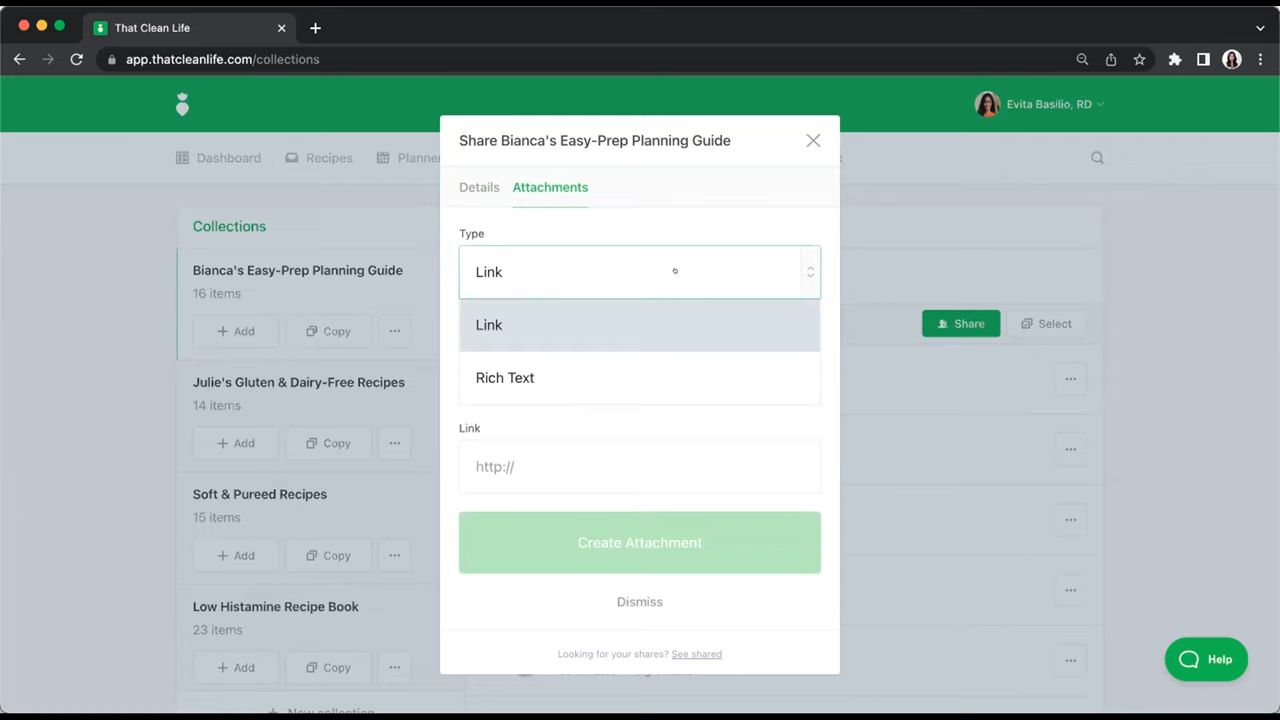 That Clean Life
app.thatcleanlife.com/collections
Evita Basilio, RD
Dashboard
Recipes
Share Bianca's Easy-Prep Planning Guide
Details
Attachments
Type
Link
Link
Rich Text
Link
http://
Create Attachment
Dismiss
Looking for your shares? See shared
Collections
Bianca's Easy-Prep Planning Guide
16 items
Add
Copy
Julie's Gluten & Dairy-Free Recipes
14 items
Add
Copy
Soft & Pureed Recipes
15 items
Add
Copy
Low Histamine Recipe Book
23 items
Add
Copy
New collection
Share
Select
Help